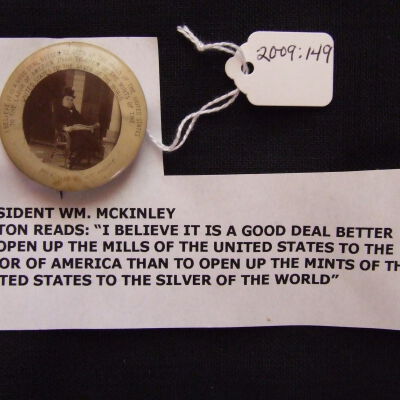 2009:149
SIDENT WM. MCKINLEY
TON READS: "I BELIEVE IT IS A GOOD DEAL BETTER
OPEN UP THE MILLS OF THE UNITED STATES TO THE
OR OF AMERICA THAN TO OPEN UP THE MINTS OF TH
TED STATES TO THE SILVER OF THE WORLD"